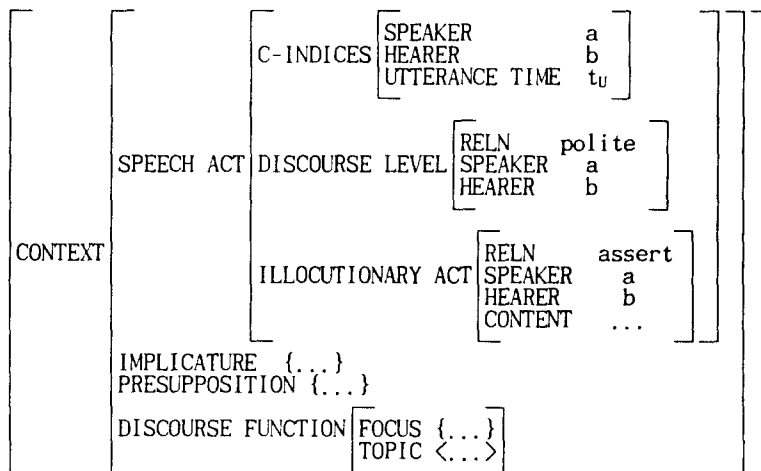 SPEAKER a
C-INDICES HEARER b
UTTERANCE TIME tU
RELN polite
SPEECH ACT DISCOURSE LEVEL SPEAKER a
HEARER b
RELN assert
CONTEXT ILLOCUTIONARY ACT SPEAKER a
HEARER b
CONTENT ...
IMPLICATURE {...}
PRESUPPOSITION {...}
DISCOURSE FUNCTION FOCUS {...}
TOPIC <...>